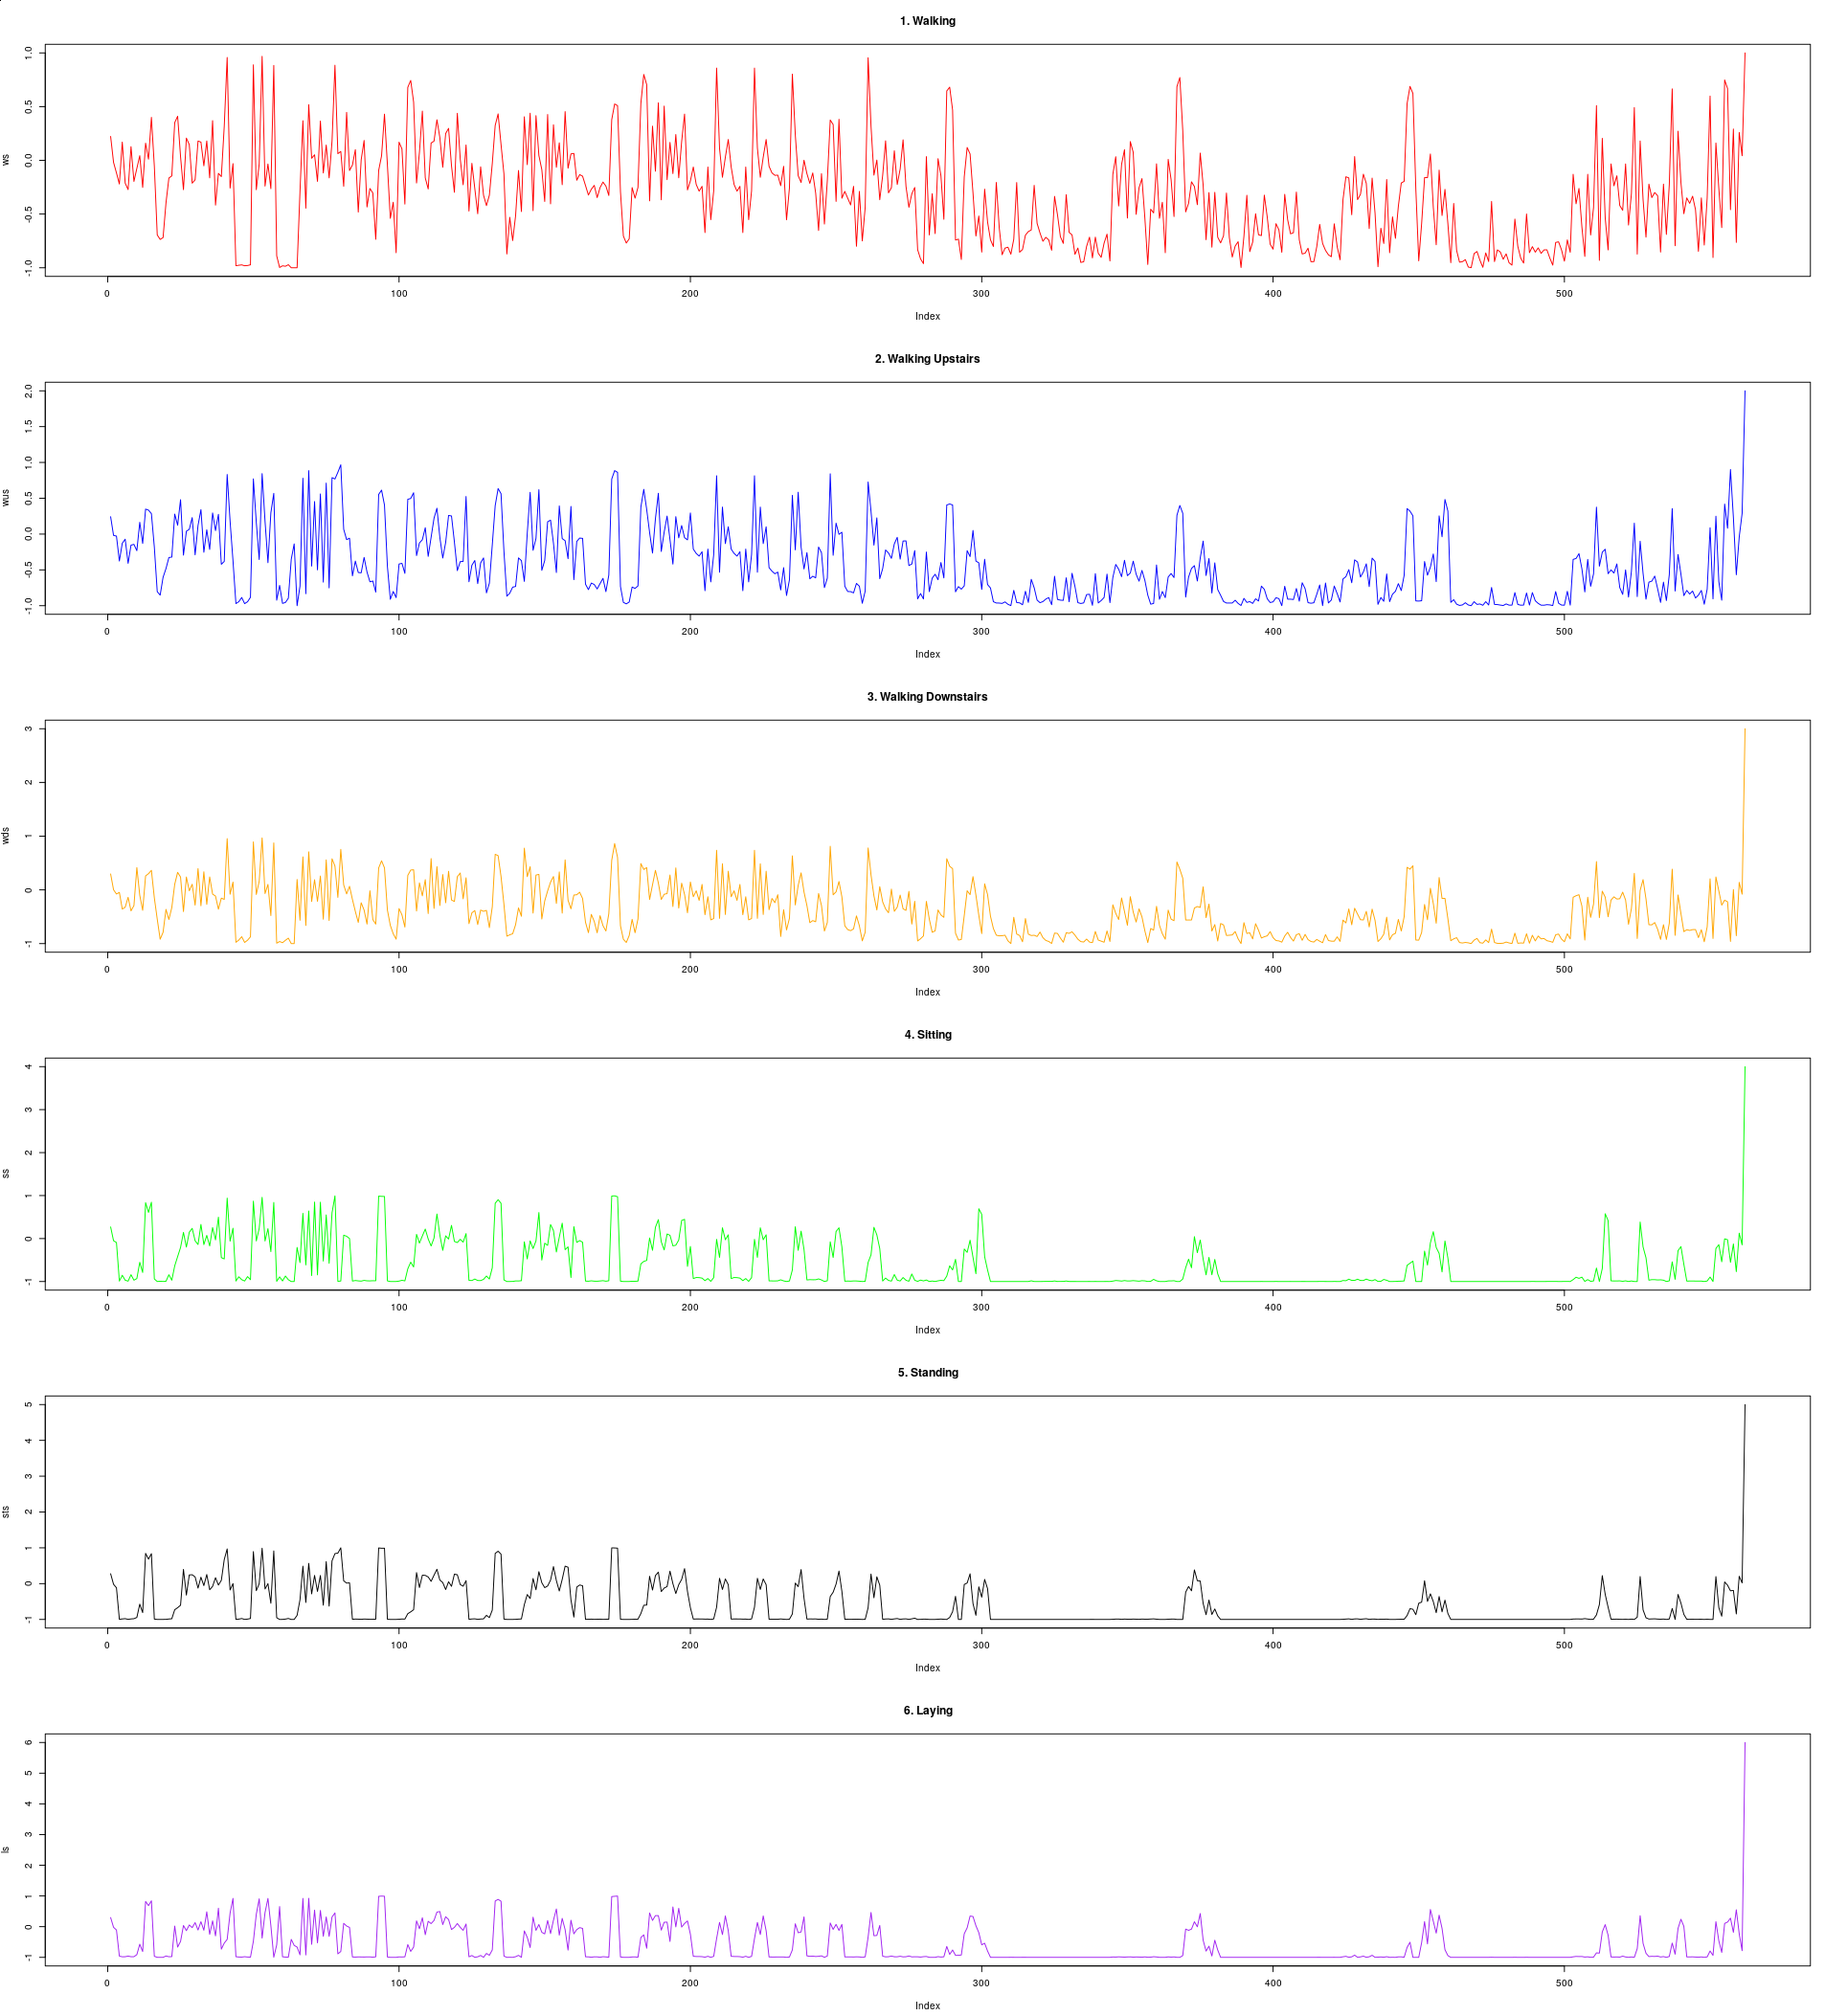 1. Walking
1.0
0.5
0.0
-0.5
-1.0
ws
0 100 200 300 400 500
Index
2. Walking Upstairs
2.0
1.5
1.0
0.5
0.0
-0.5
-1.0
wus
0 100 200 300 400 500
Index
3. Walking Downstairs
3
2
1
0
-1
wds
0 100 200 300 400 500
Index
4. Sitting
4
3
2
1
0
-1
ss
0 100 200 300 400 500
Index
5. Standing
5
4
3
2
1
0
-1
sts
0 100 200 300 400 500
Index
6. Laying
6
5
4
3
2
1
0
-1
ls
0 100 200 300 400 500
Index